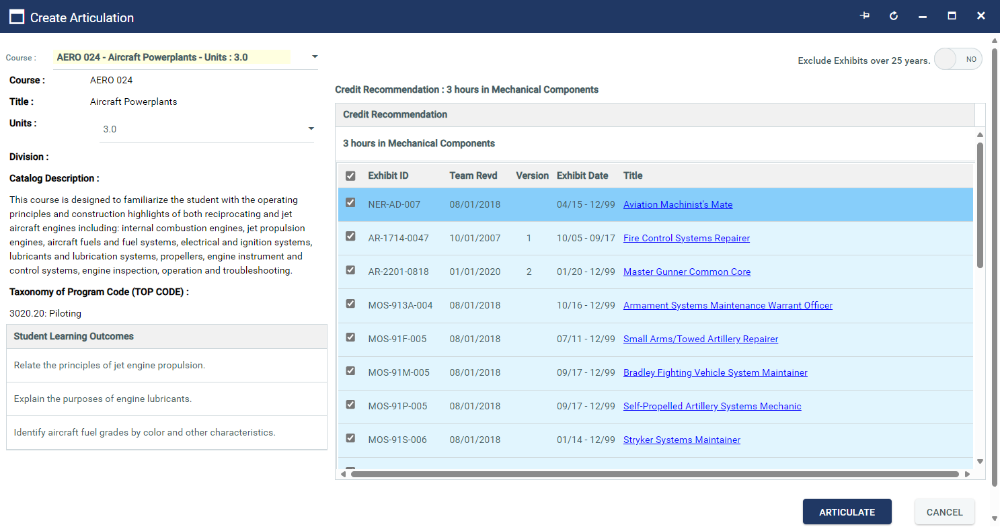 Create Articulation
Course : AERO 024 - Aircraft Powerplants - Units : 3.0
Exclude Exhibits over 25 years. NO
Course : AERO 024
Title : Aircraft Powerplants
Units : 3.0
Division :
Catalog Description :
This course is designed to familiarize the student with the operating
principles and construction highlights of both reciprocating and jet
aircraft engines including: internal combustion engines, jet propulsion
engines, aircraft fuels and fuel systems, electrical and ignition systems,
lubricants and lubrication systems, propellers, engine instrument and
control systems, engine inspection, operation and troubleshooting.
Taxonomy of Program Code (TOP CODE) :
3020.20: Piloting
Student Learning Outcomes
Relate the principles of jet engine propulsion.
Explain the purposes of engine lubricants.
Identify aircraft fuel grades by color and other characteristics.
Credit Recommendation : 3 hours in Mechanical Components
Credit Recommendation
3 hours in Mechanical Components
Exhibit ID Team Revd Version Exhibit Date Title
NER-AD-007 08/01/2018 04/15 - 12/99 Aviation Machinist's Mate
AR-1714-0047 10/01/2007 1 10/05 - 09/17 Fire Control Systems Repairer
AR-2201-0818 01/01/2020 2 01/20 - 12/99 Master Gunner Common Core
MOS-913A-004 08/01/2018 10/16 - 12/99 Armament Systems Maintenance Warrant Officer
MOS-91F-005 08/01/2018 07/11 - 12/99 Small Arms/Towed Artillery Repairer
MOS-91M-005 08/01/2018 09/17 - 12/99 Bradley Fighting Vehicle System Maintainer
MOS-91P-005 08/01/2018 09/17 - 12/99 Self-Propelled Artillery Systems Mechanic
MOS-91S-006 08/01/2018 01/14 - 12/99 Stryker Systems Maintainer
ARTICULATE CANCEL